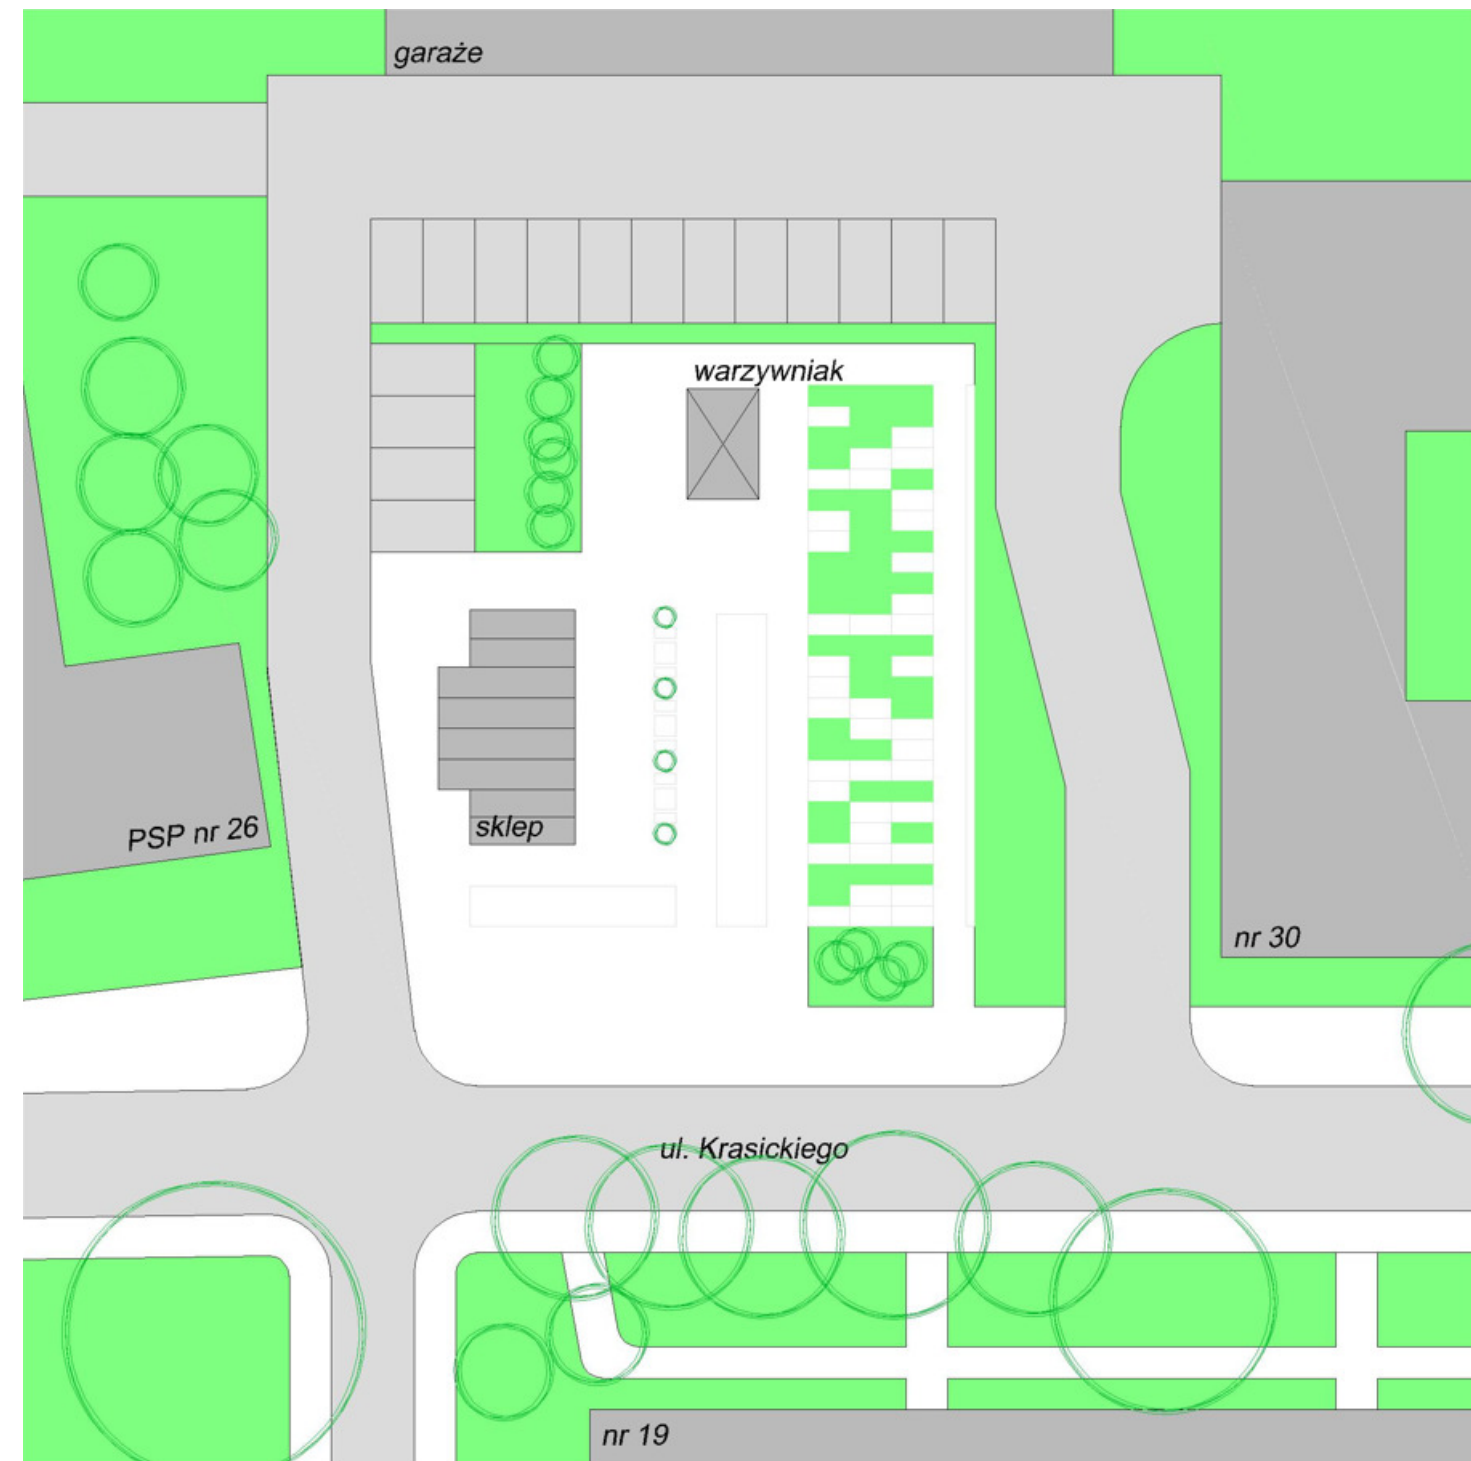 garaże
warzywniak
PSP nr 26
sklep
nr 30
ul. Krasickiego
nr 19